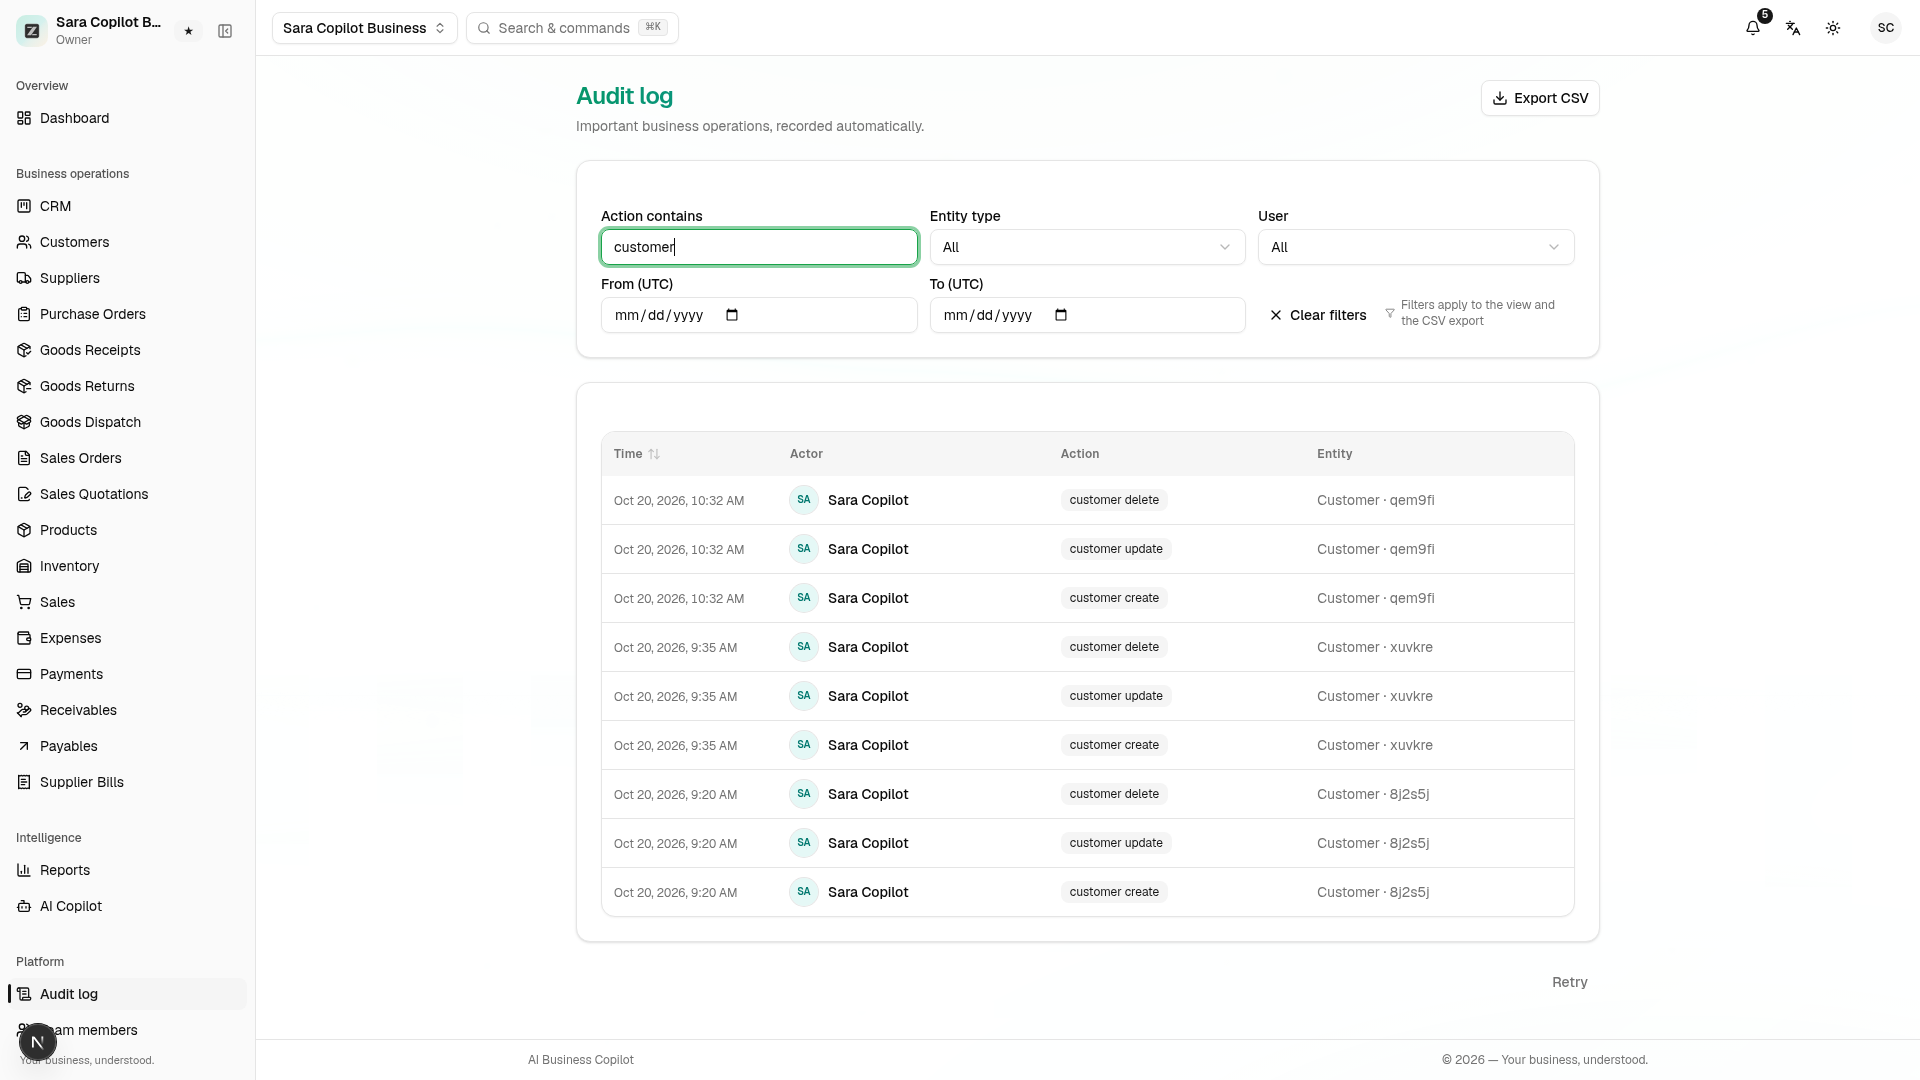 Sara Copilot B...
Owner
Overview
Dashboard
Business operations
CRM
Customers
Suppliers
Purchase Orders
Goods Receipts
Goods Returns
Goods Dispatch
Sales Orders
Sales Quotations
Products
Inventory
Sales
Expenses
Payments
Receivables
Payables
Supplier Bills
Intelligence
Reports
AI Copilot
Platform
Audit log
N
Your business, understood.
Sara Copilot Business
Search & commands ⌘K
5
SC
Audit log
Important business operations, recorded automatically.
Export CSV
Action contains Entity type User
customer All All
From (UTC) To (UTC)
mm/dd/yyyy mm/dd/yyyy Clear filters
Filters apply to the view and
the CSV export
Time Actor Action Entity
Oct 20, 2026, 10:32 AM SA Sara Copilot customer delete Customer · qem9fi
Oct 20, 2026, 10:32 AM SA Sara Copilot customer update Customer · qem9fi
Oct 20, 2026, 10:32 AM SA Sara Copilot customer create Customer · qem9fi
Oct 20, 2026, 9:35 AM SA Sara Copilot customer delete Customer · xuvkre
Oct 20, 2026, 9:35 AM SA Sara Copilot customer update Customer · xuvkre
Oct 20, 2026, 9:35 AM SA Sara Copilot customer create Customer · xuvkre
Oct 20, 2026, 9:20 AM SA Sara Copilot customer delete Customer · 8j2s5j
Oct 20, 2026, 9:20 AM SA Sara Copilot customer update Customer · 8j2s5j
Oct 20, 2026, 9:20 AM SA Sara Copilot customer create Customer · 8j2s5j
Retry
AI Business Copilot
© 2026 — Your business, understood.